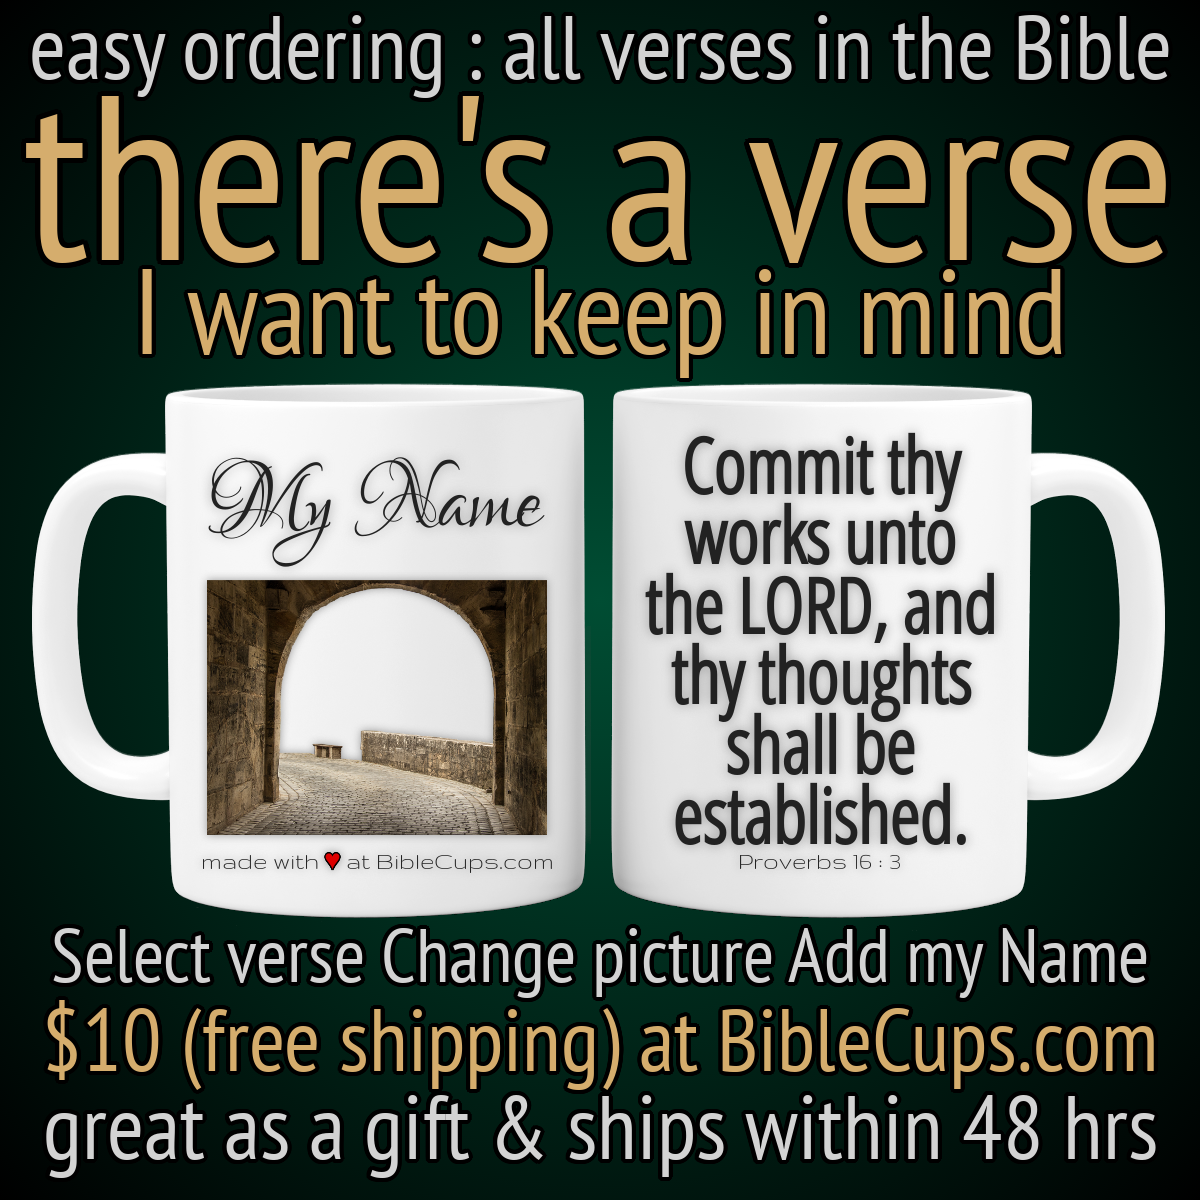 easy ordering : all verses in the Bible
there's a verse
I want to keep in mind
My Name
made with at BibleCups.com
Commit thy
works unto
the LORD, and
thy thoughts
shall be
established.
Proverbs 16 : 3
Select verse Change picture Add my Name
$10 (free shipping) at BibleCups.com
great as a gift & ships within 48 hrs